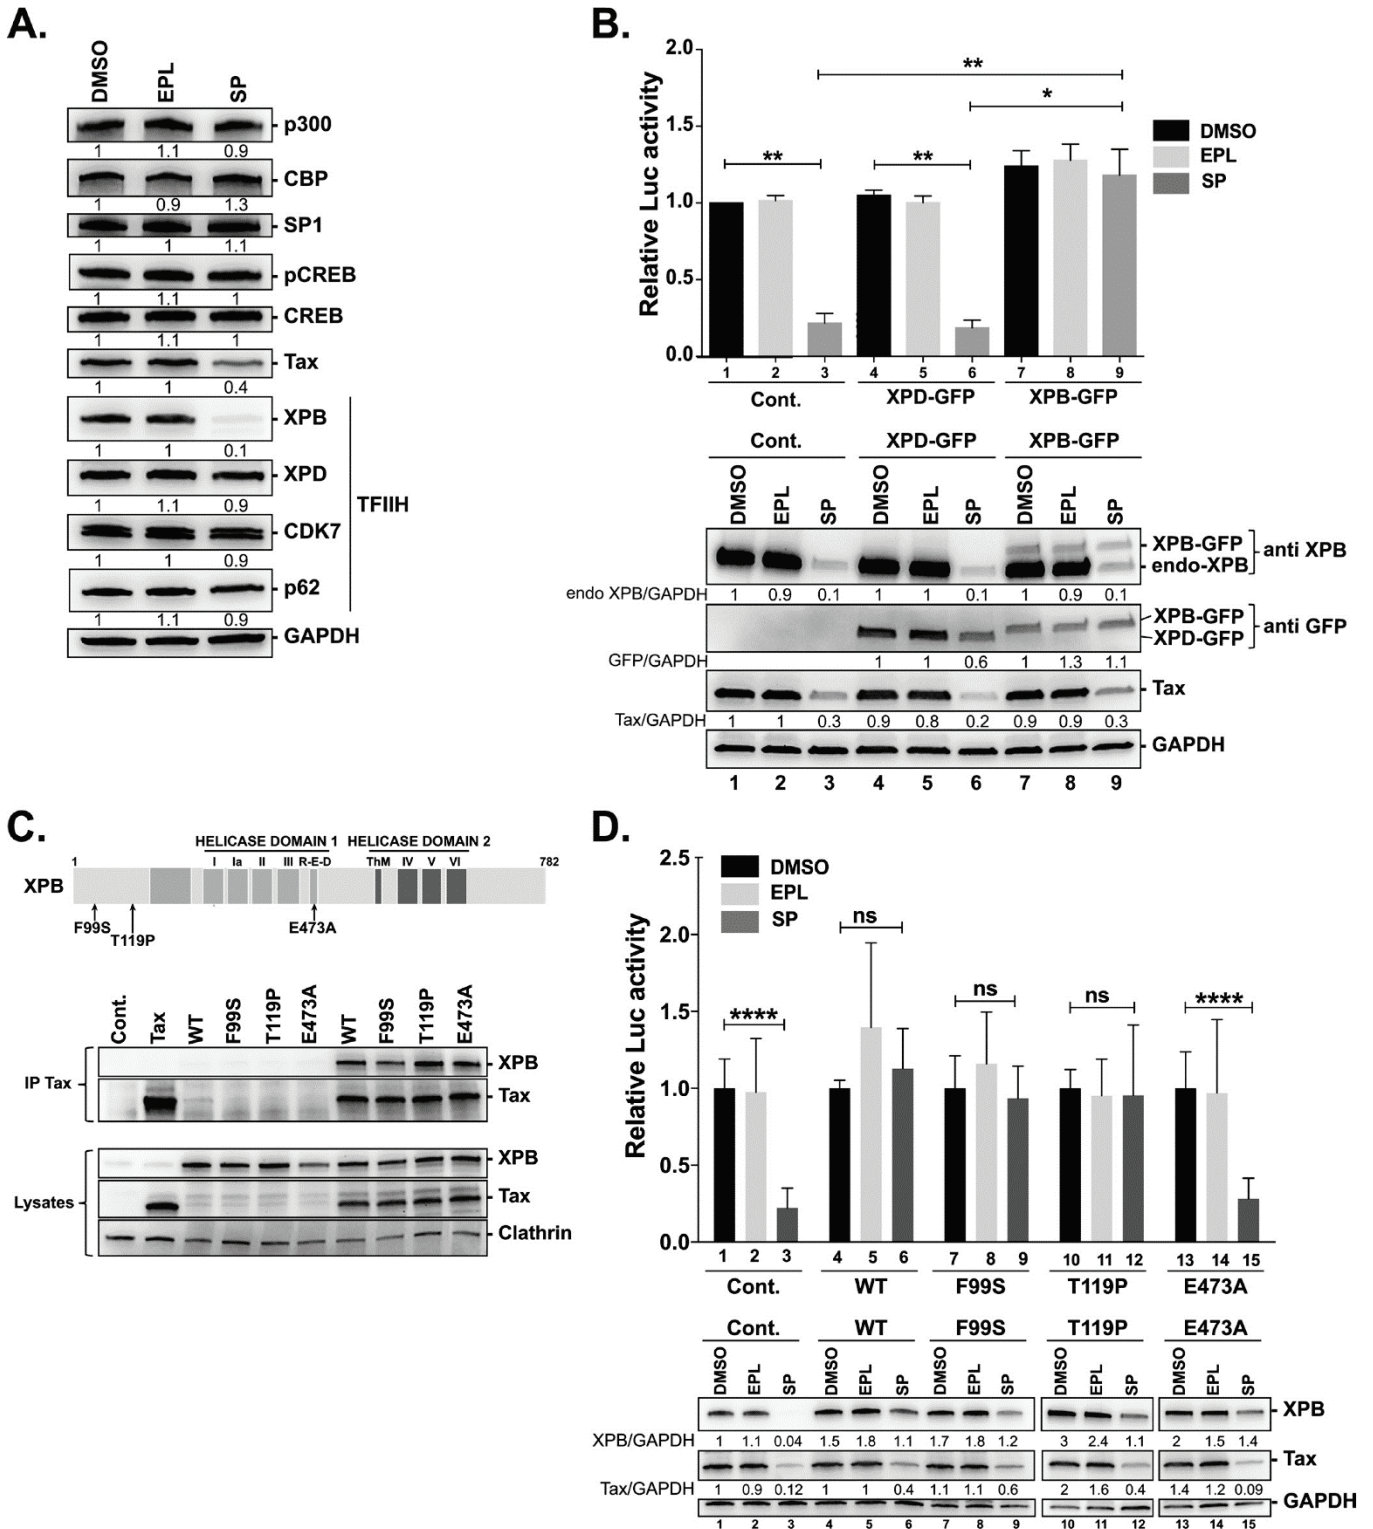 A.
DMSO EPL SP
p300
1 1.1 0.9
CBP
1 0.9 1.3
SP1
1 1 1.1
pCREB
1 1.1 1
CREB
1 1.1 1
Tax
1 1 0.4
XPB
1 1 0.1
XPD
1 1.1 0.9
TFIIH
CDK7
1 1 0.9
p62
1 1.1 0.9
GAPDH
B.
Relative Luc activity
2.0
1.5
1.0
0.5
0.0
**
*
** **
DMSO
EPL
SP
1 2 3 4 5 6 7 8 9
Cont. XPD-GFP XPB-GFP
Cont. XPD-GFP XPB-GFP
DMSO EPL SP DMSO EPL SP DMSO EPL SP
XPB-GFP
endo-XPB
anti XPB
endo XPB/GAPDH 1 0.9 0.1 1 1 0.1 1 0.9 0.1
XPB-GFP
XPD-GFP
anti GFP
GFP/GAPDH 1 1 0.6 1 1.3 1.1
Tax
Tax/GAPDH 1 1 0.3 0.9 0.8 0.2 0.9 0.9 0.3
GAPDH
1 2 3 4 5 6 7 8 9
C.
HELICASE DOMAIN 1 HELICASE DOMAIN 2
1 I Ia II III R-E-D ThM IV V VI 782
XPB
F99S T119P E473A
Cont. Tax WT F99S T119P E473A WT F99S T119P E473A
IP Tax
XPB
Tax
Lysates
XPB
Tax
Clathrin
D.
Relative Luc activity
2.5
2.0
1.5
1.0
0.5
0.0
DMSO
EPL
SP
**** ns ns ns ****
1 2 3 4 5 6 7 8 9 10 11 12 13 14 15
Cont. WT F99S T119P E473A
Cont. WT F99S T119P E473A
DMSO EPL SP DMSO EPL SP DMSO EPL SP DMSO EPL SP DMSO EPL SP
XPB
XPB/GAPDH 1 1.1 0.04 1.5 1.8 1.1 1.7 1.8 1.2 3 2.4 1.1 2 1.5 1.4
Tax
Tax/GAPDH 1 0.9 0.12 1 1 0.4 1.1 1.1 0.6 2 1.6 0.4 1.4 1.2 0.09
GAPDH
1 2 3 4 5 6 7 8 9 10 11 12 13 14 15